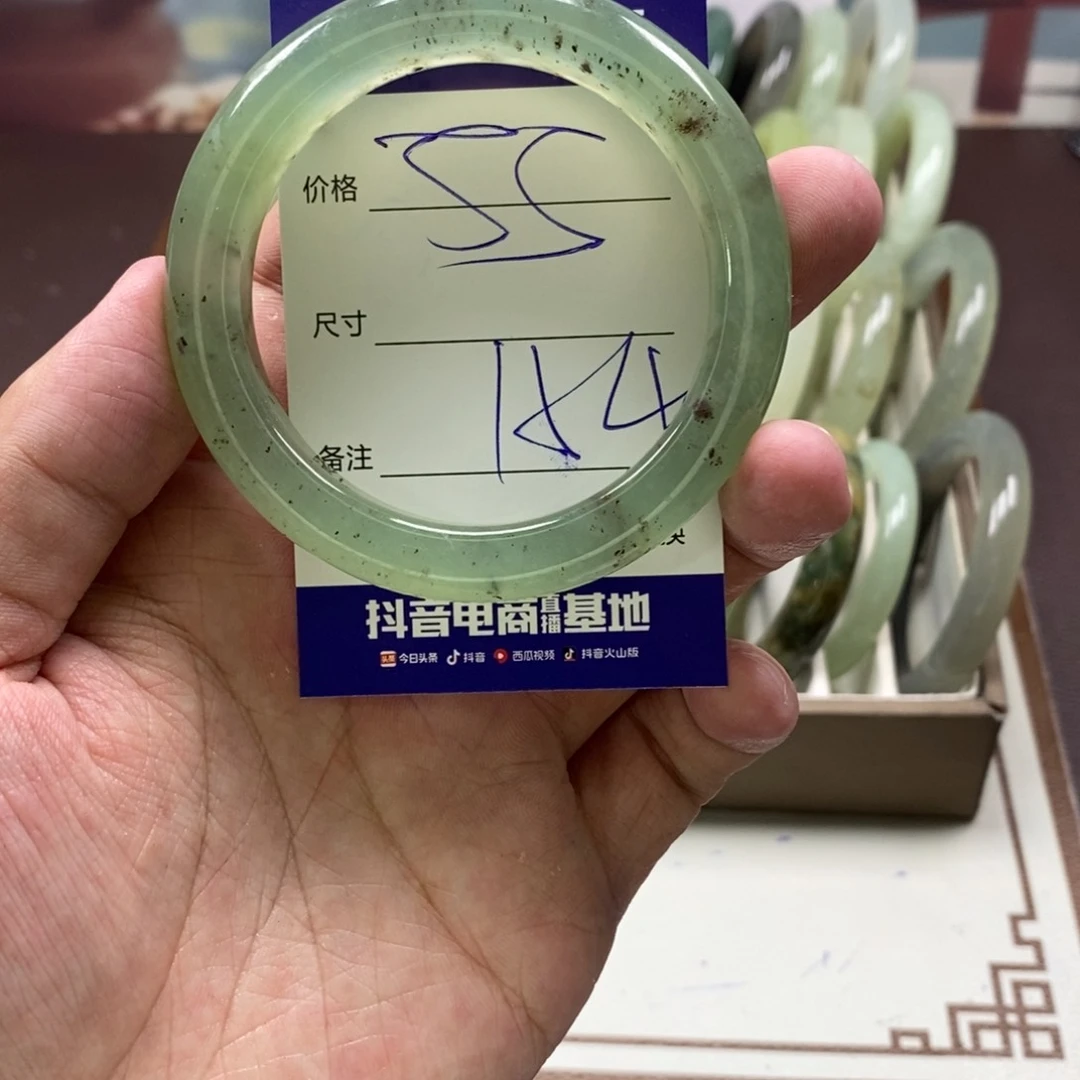 55
价格
尺寸
184
备注
抖音电商直播基地
今日头条 抖音 西瓜视频 抖音火山版